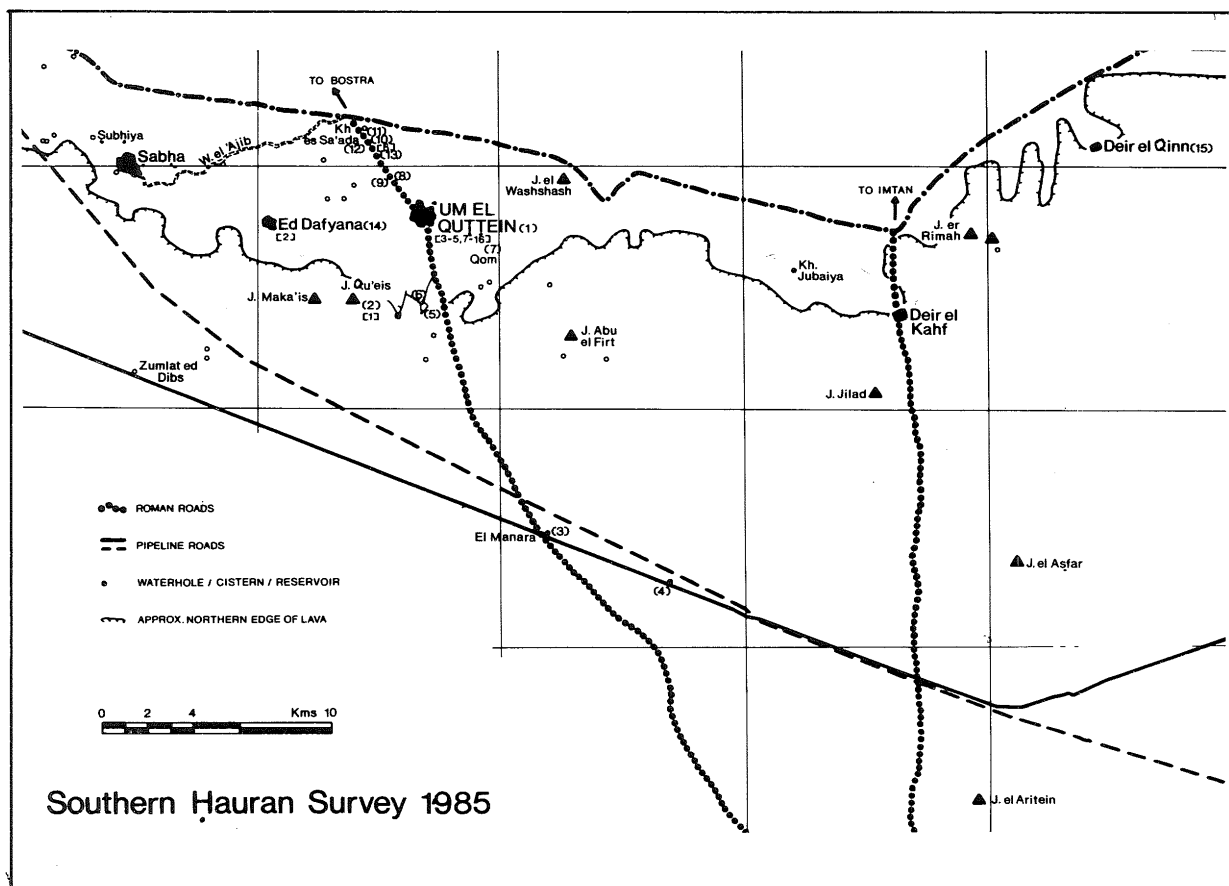 TO BOSTRA
Kh
es Sa'ada
(11)
(10)
[6]
(12)
(13)
Subhiya
W. el 'Ajib
Sabha
(9)
(8)
J. el
Washshash
TO IMTAN
Deir el Qinn (15)
J. er
Rimah
Ed Dafyana (14)
[2]
UM EL
QUTTEIN (1)
[3-5,7-16]
(7)
Qom
Kh.
Jubaiya
J. Maka'is
J. Qu'eis
(2)
[1]
(6)
(5)
J. Abu
el Firt
Deir el
Kahf
Zumlat ed
Dibs
J. Jilad
ROMAN ROADS
PIPELINE ROADS
WATERHOLE / CISTERN / RESERVOIR
APPROX. NORTHERN EDGE OF LAVA
El Manara
(3)
(4)
J. el Asfar
0 2 4 Kms 10
Southern Hauran Survey 1985
J. el Aritein